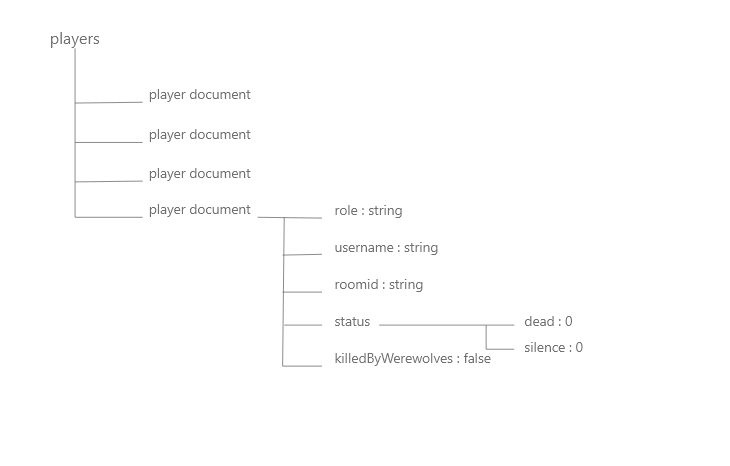 players
player document
player document
player document
player document
role : string
username : string
roomid : string
status
dead : 0
silence : 0
killedByWerewolves : false